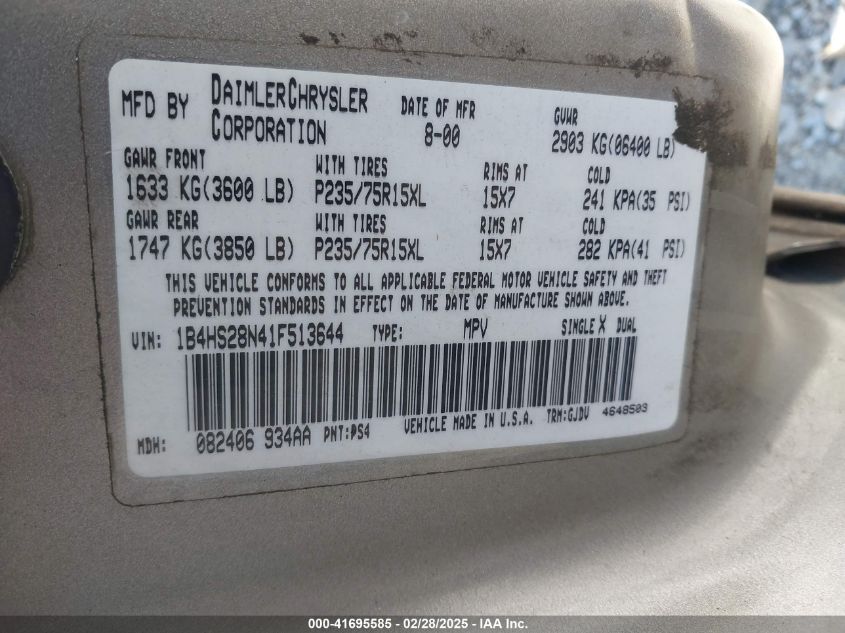 MFD BY DAIMLERCHRYSLER CORPORATION DATE OF MFR 8-00 GVWR 2903 KG(06400 LB)
GAWR FRONT WITH TIRES RIMS AT COLD
1633 KG(3600 LB) P235/75R15XL 15X7 241 KPA(35 PSI)
GAWR REAR WITH TIRES RIMS AT COLD
1747 KG(3850 LB) P235/75R15XL 15X7 282 KPA(41 PSI)
THIS VEHICLE CONFORMS TO ALL APPLICABLE FEDERAL MOTOR VEHICLE SAFETY AND THEFT
PREVENTION STANDARDS IN EFFECT ON THE DATE OF MANUFACTURE SHOWN ABOVE.
VIN: 1B4HS28N41F513644 TYPE: MPV SINGLE X DUAL
MDH: 082406 934AA PNT:PS4 VEHICLE MADE IN U.S.A. TRM:GJDV 4648503
000-41695585 - 02/28/2025 - IAA Inc.